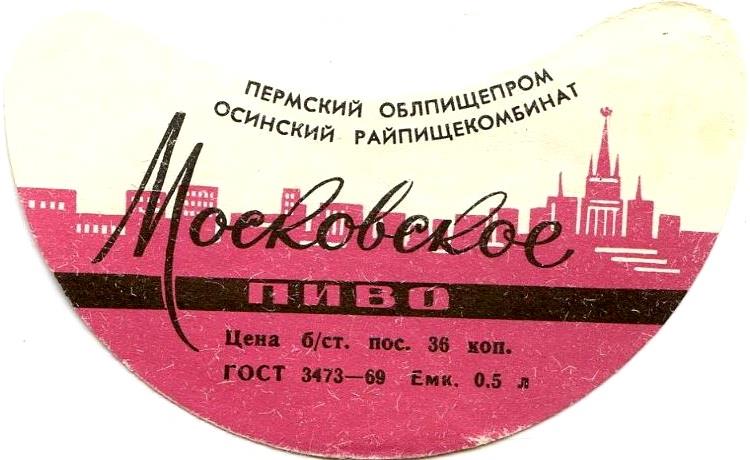 ПЕРМСКИЙ ОБЛПИЩЕПРОМ
ОСИНСКИЙ РАЙПИЩЕКОМБИНАТ
Московское
ПИВО
Цена б/ст. пос. 36 коп.
ГОСТ 3473—69 Емк. 0.5 л